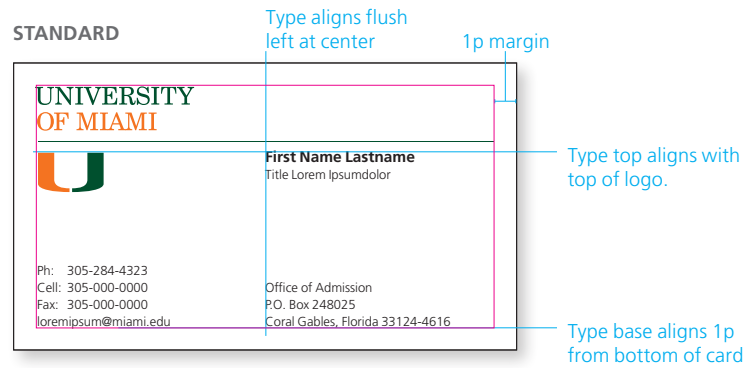 STANDARD
Type aligns flush
left at center
1p margin
UNIVERSITY
OF MIAMI
First Name Lastname
Title Lorem Ipsumdolor
Type top aligns with
top of logo.
Ph: 305-284-4323
Cell: 305-000-0000
Fax: 305-000-0000
loremipsum@miami.edu
Office of Admission
P.O. Box 248025
Coral Gables, Florida 33124-4616
Type base aligns 1p
from bottom of card